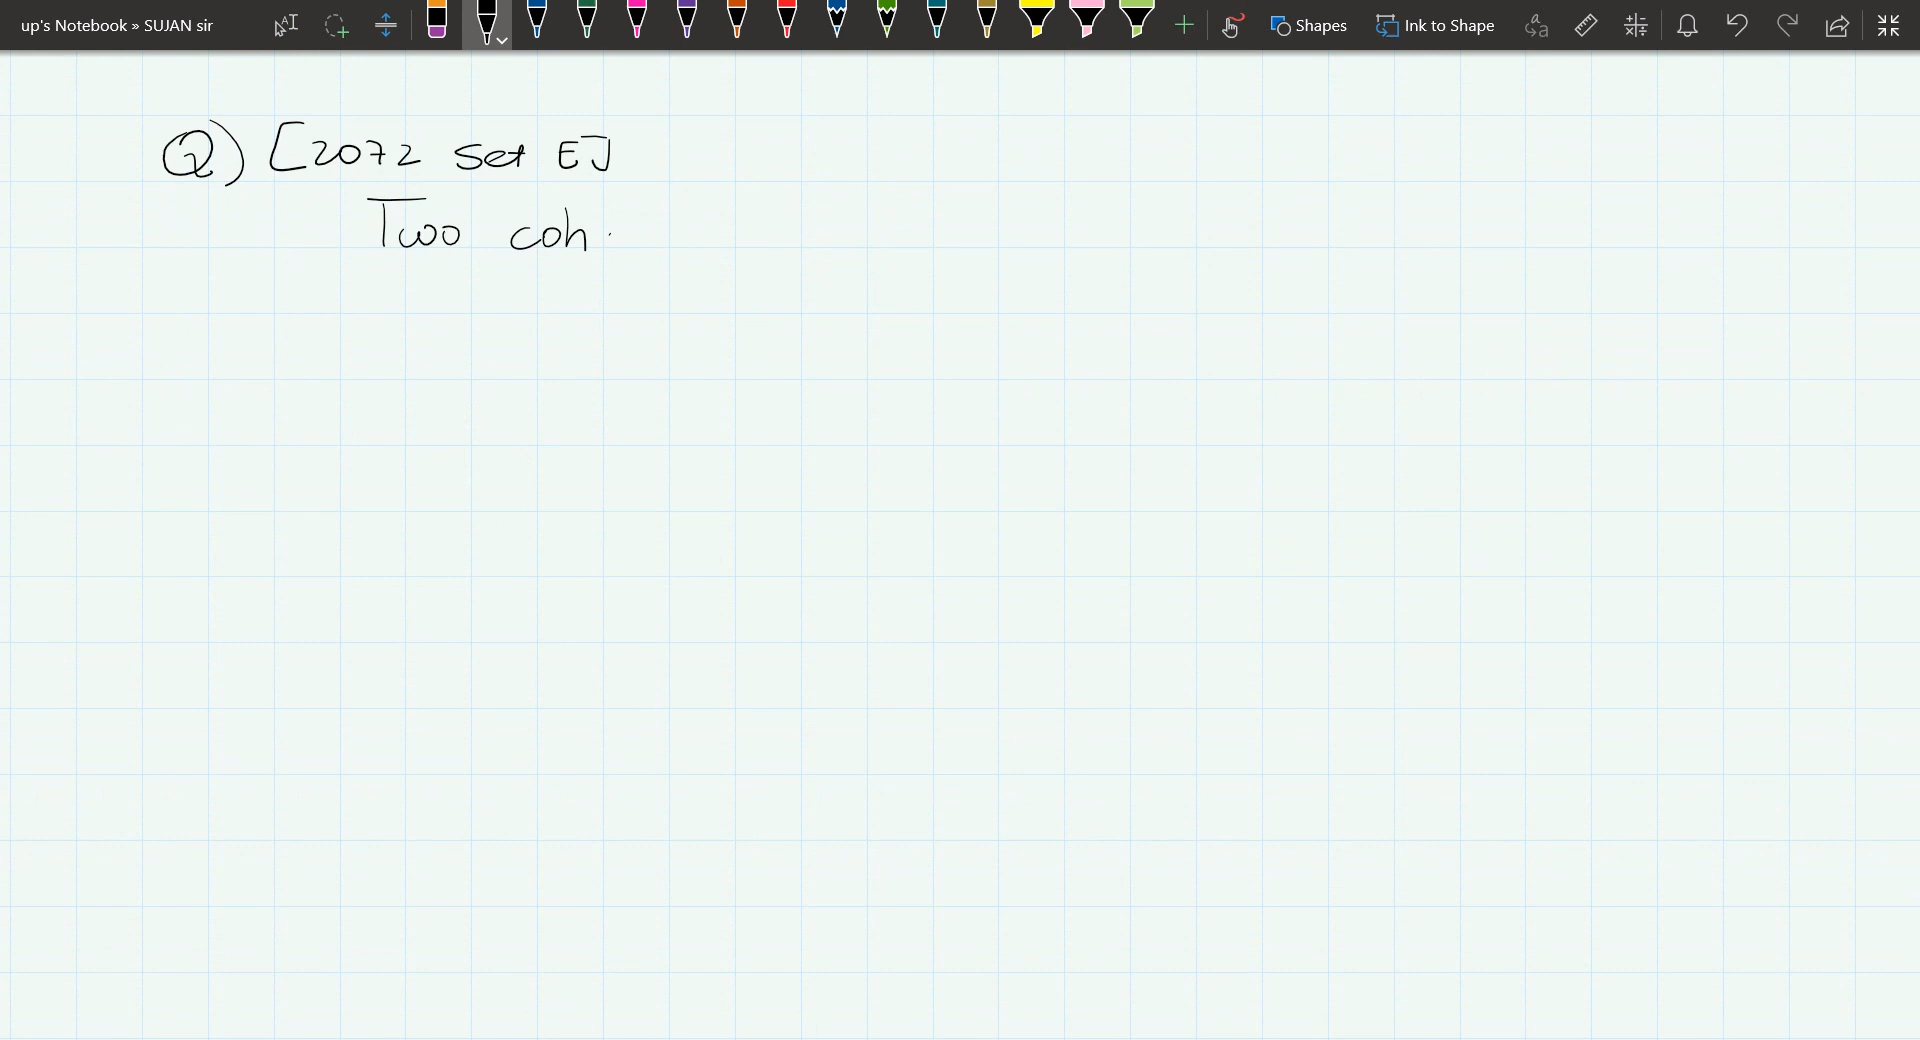 up's Notebook » SUJAN sir Shapes Ink to Shape
Q) [2072 set E]
Two coh